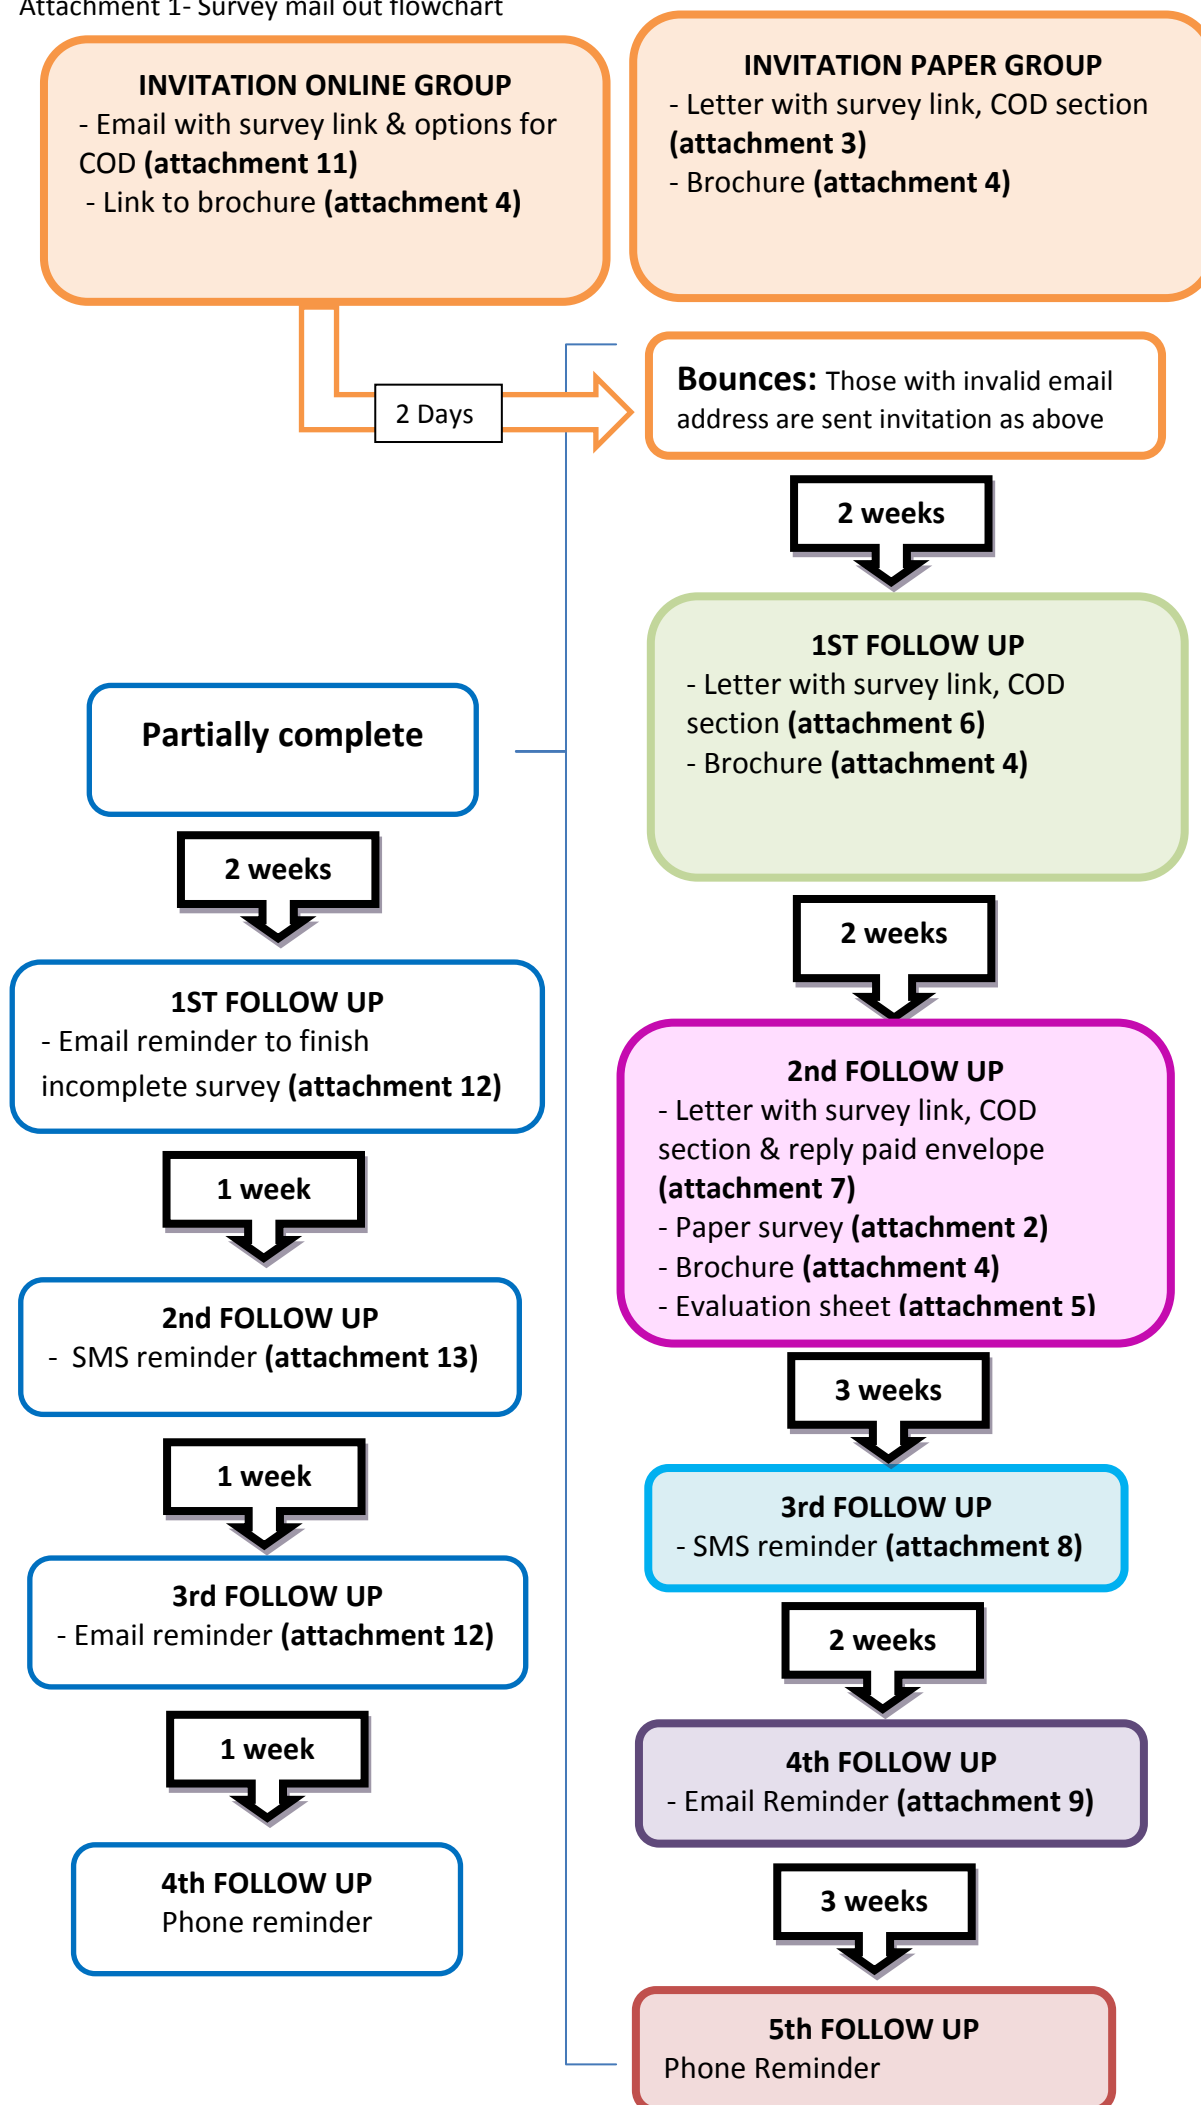 Attachment 1- Survey mail out flowchart
INVITATION ONLINE GROUP
- Email with survey link & options for
COD (attachment 11)
- Link to brochure (attachment 4)
INVITATION PAPER GROUP
- Letter with survey link, COD section
(attachment 3)
- Brochure (attachment 4)
2 Days
Bounces: Those with invalid email
address are sent invitation as above
2 weeks
1ST FOLLOW UP
- Letter with survey link, COD
section (attachment 6)
- Brochure (attachment 4)
2 weeks
2nd FOLLOW UP
- Letter with survey link, COD
section & reply paid envelope
(attachment 7)
- Paper survey (attachment 2)
- Brochure (attachment 4)
- Evaluation sheet (attachment 5)
3 weeks
3rd FOLLOW UP
- SMS reminder (attachment 8)
2 weeks
4th FOLLOW UP
- Email Reminder (attachment 9)
3 weeks
5th FOLLOW UP
Phone Reminder
Partially complete
2 weeks
1ST FOLLOW UP
- Email reminder to finish
incomplete survey (attachment 12)
1 week
2nd FOLLOW UP
- SMS reminder (attachment 13)
1 week
3rd FOLLOW UP
- Email reminder (attachment 12)
1 week
4th FOLLOW UP
Phone reminder